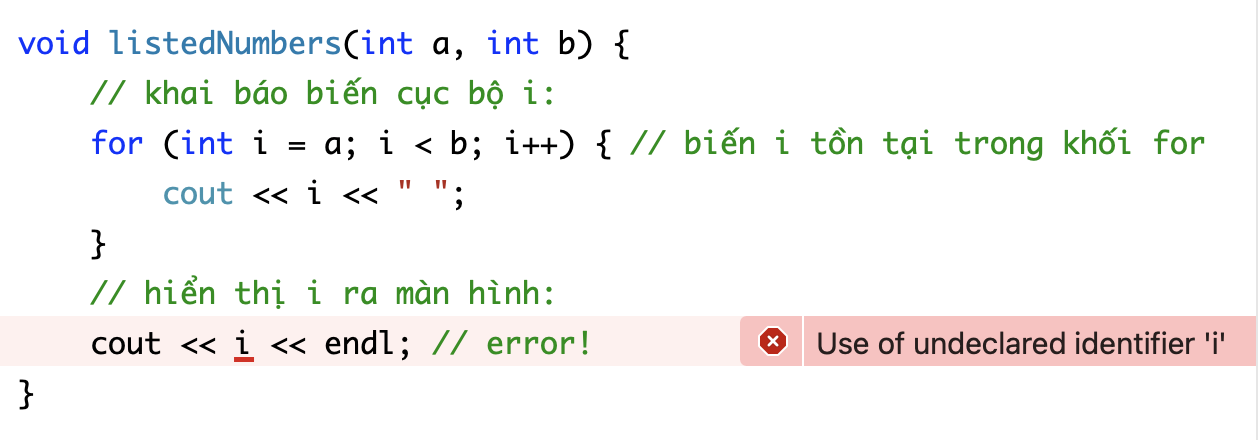 void listedNumbers(int a, int b) {
    // khai báo biến cục bộ i:
    for (int i = a; i < b; i++) { // biến i tồn tại trong khối for
        cout << i << " ";
    }
    // hiển thị i ra màn hình:
    cout << i << endl; // error! Use of undeclared identifier 'i'
}